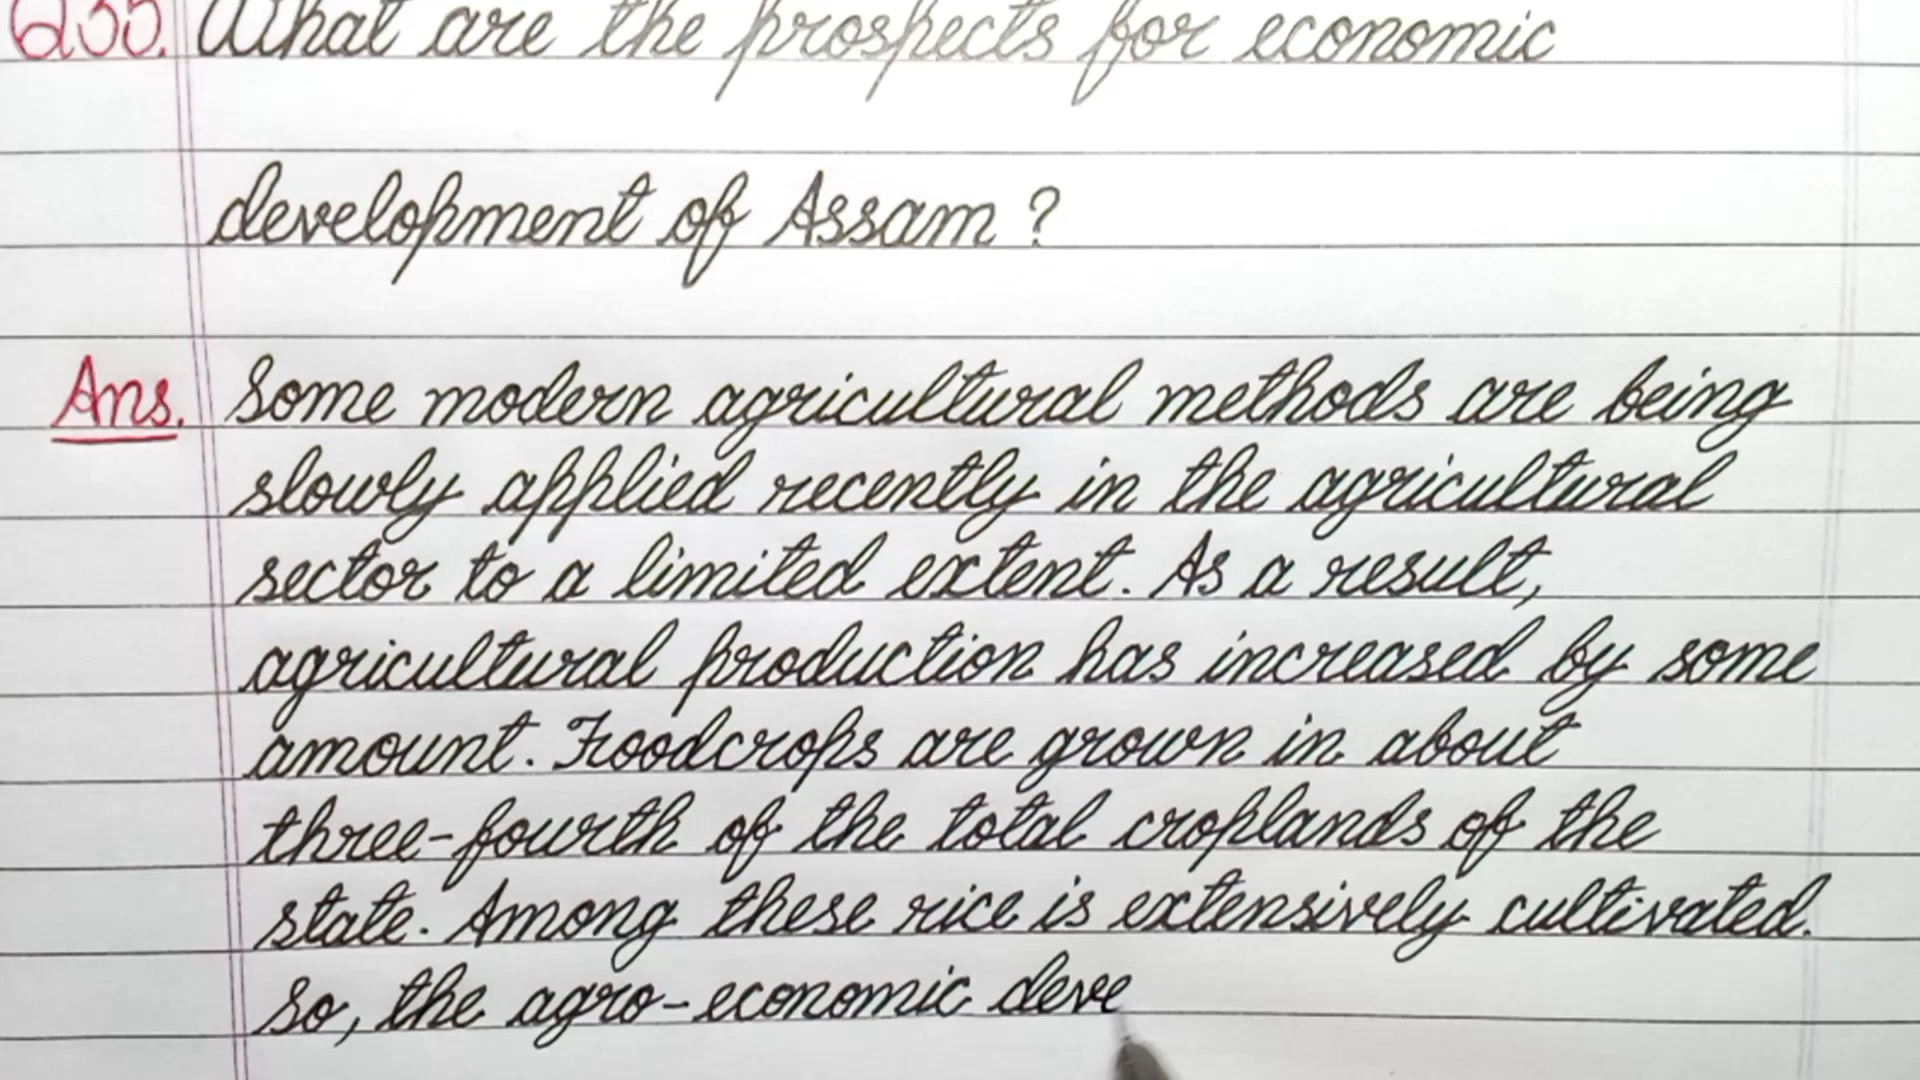 Q35. What are the prospects for economic
development of Assam ?
Ans. Some modern agricultural methods are being
slowly applied recently in the agricultural
sector to a limited extent. As a result,
agricultural production has increased by some
amount. Foodcrops are grown in about
three-fourth of the total croplands of the
state. Among these rice is extensively cultivated.
So, the agro-economic deve